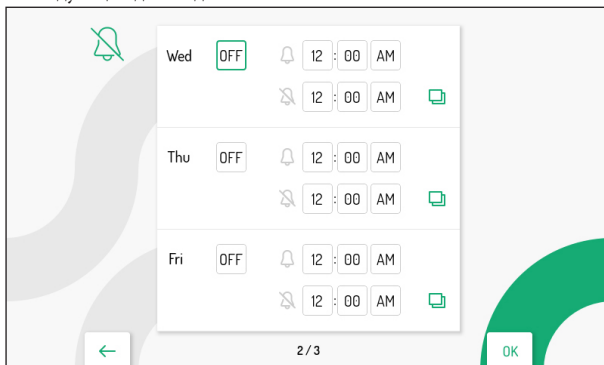 Wed OFF 12 : 00 AM
12 : 00 AM
Thu OFF 12 : 00 AM
12 : 00 AM
Fri OFF 12 : 00 AM
12 : 00 AM
2/3
OK